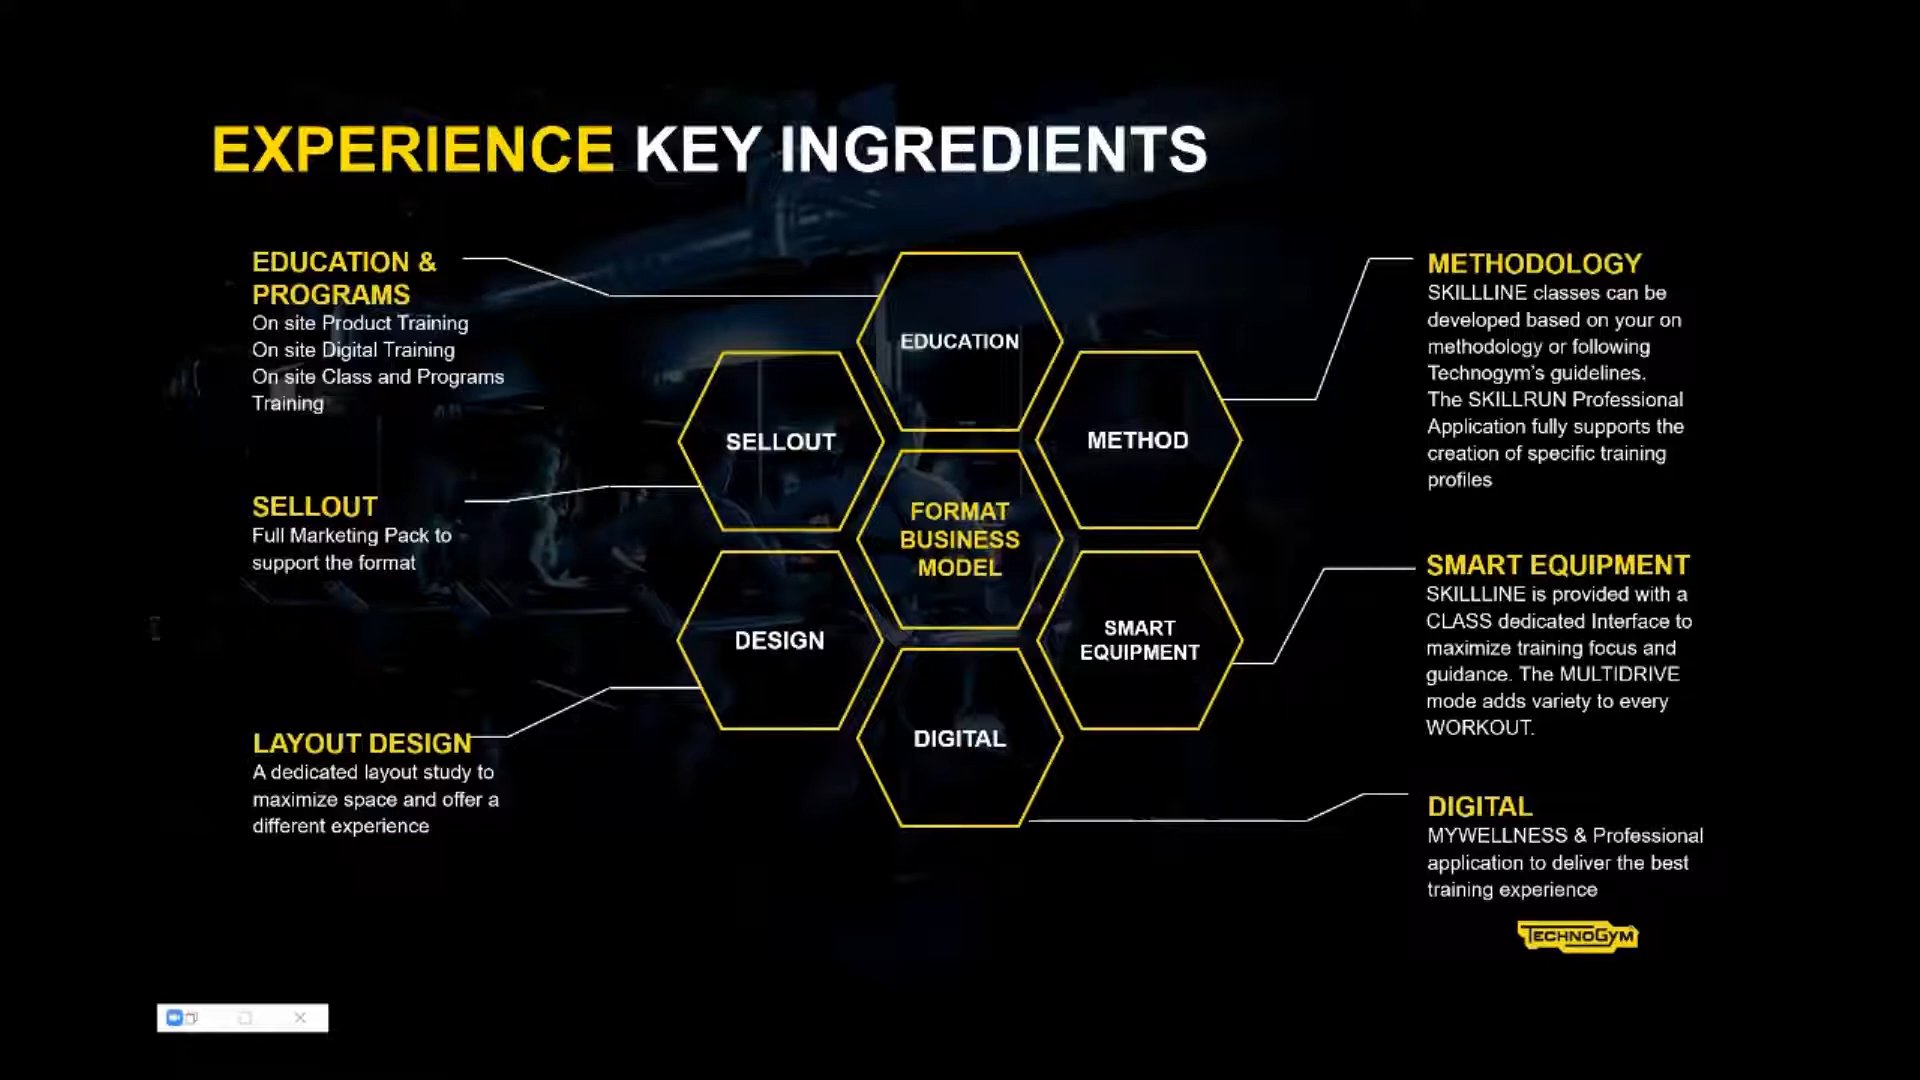 EXPERIENCE KEY INGREDIENTS
EDUCATION &
PROGRAMS
On site Product Training
On site Digital Training
On site Class and Programs
Training
SELLOUT
Full Marketing Pack to
support the format
LAYOUT DESIGN
A dedicated layout study to
maximize space and offer a
different experience
EDUCATION
SELLOUT
METHOD
FORMAT
BUSINESS
MODEL
DESIGN
SMART
EQUIPMENT
DIGITAL
METHODOLOGY
SKILLLINE classes can be
developed based on your on
methodology or following
Technogym's guidelines.
The SKILLRUN Professional
Application fully supports the
creation of specific training
profiles
SMART EQUIPMENT
SKILLLINE is provided with a
CLASS dedicated Interface to
maximize training focus and
guidance. The MULTIDRIVE
mode adds variety to every
WORKOUT.
DIGITAL
MYWELLNESS & Professional
application to deliver the best
training experience
TECHNOGYM